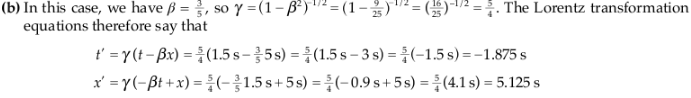 (b) In this case, we have β = 3/5, so γ = (1 − β²)^−1/2 = (1 − 9/25)^−1/2 = (16/25)^−1/2 = 5/4. The Lorentz transformation
equations therefore say that
t′ = γ(t − βx) = 5/4(1.5 s − 3/5 5 s) = 5/4(1.5 s − 3 s) = 5/4(−1.5 s) = −1.875 s
x′ = γ(−βt + x) = 5/4(−3/5 1.5 s + 5 s) = 5/4(−0.9 s + 5 s) = 5/4(4.1 s) = 5.125 s